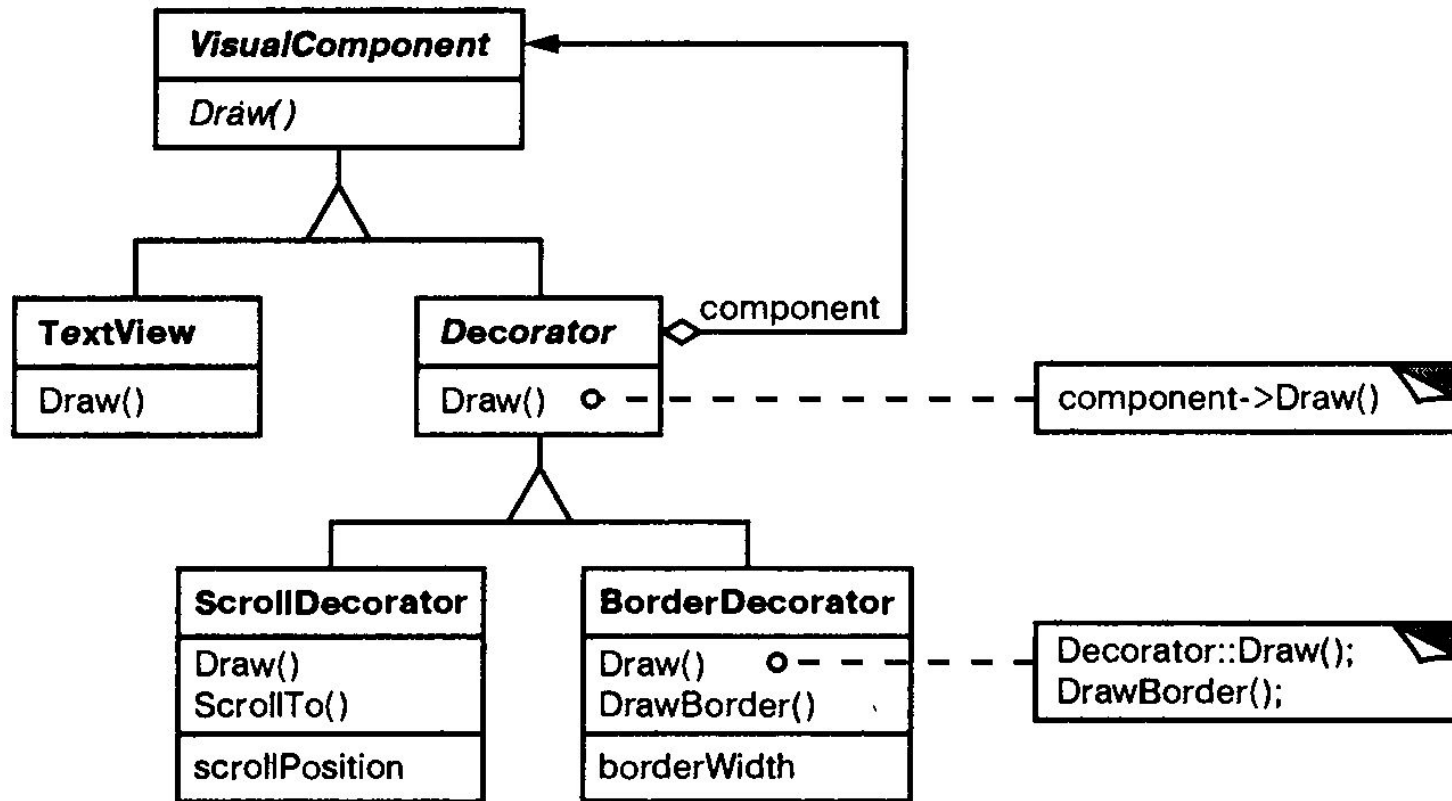 VisualComponent
Draw()
TextView
Draw()
Decorator
Draw()
component
component->Draw()
ScrollDecorator
Draw()
ScrollTo()
scrollPosition
BorderDecorator
Draw()
DrawBorder()
borderWidth
Decorator::Draw();
DrawBorder();